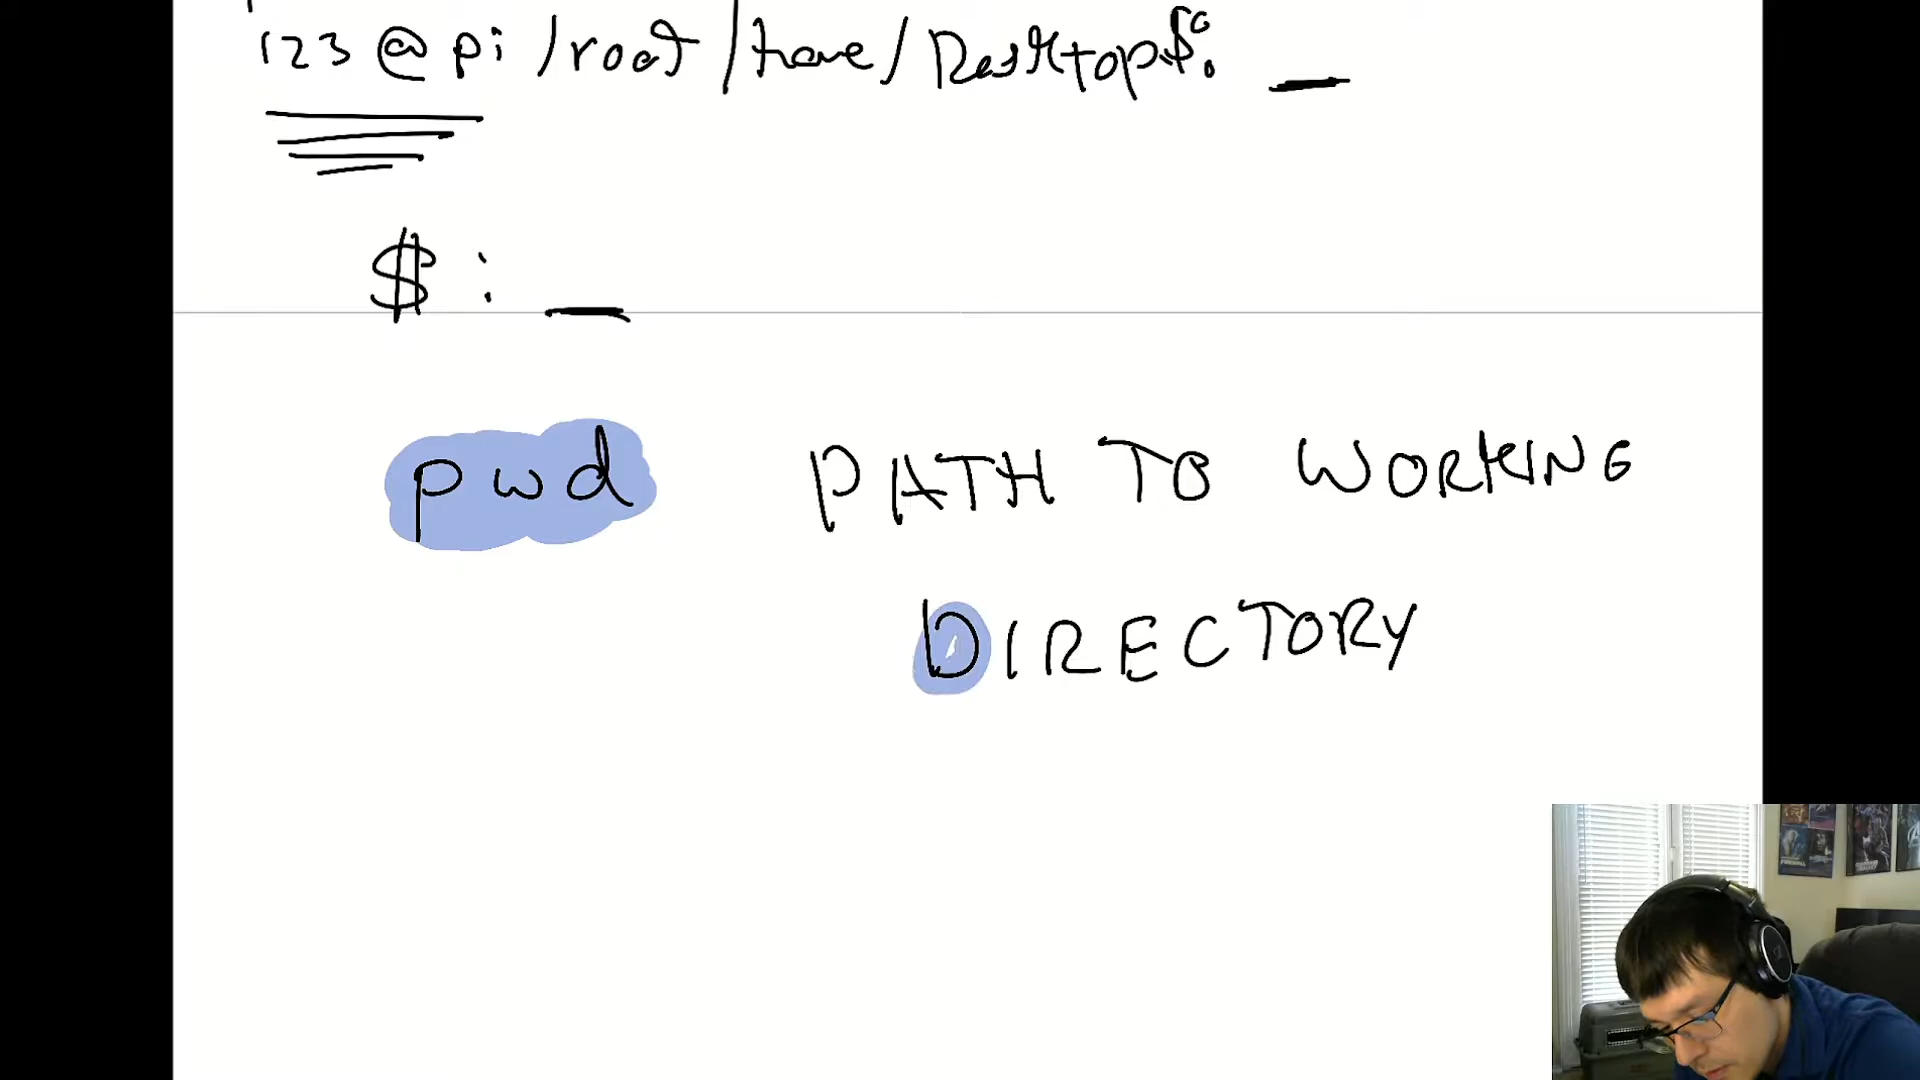 123@pi/root/home/Desktop$: _
$: _
pwd PATH TO WORKING
DIRECTORY